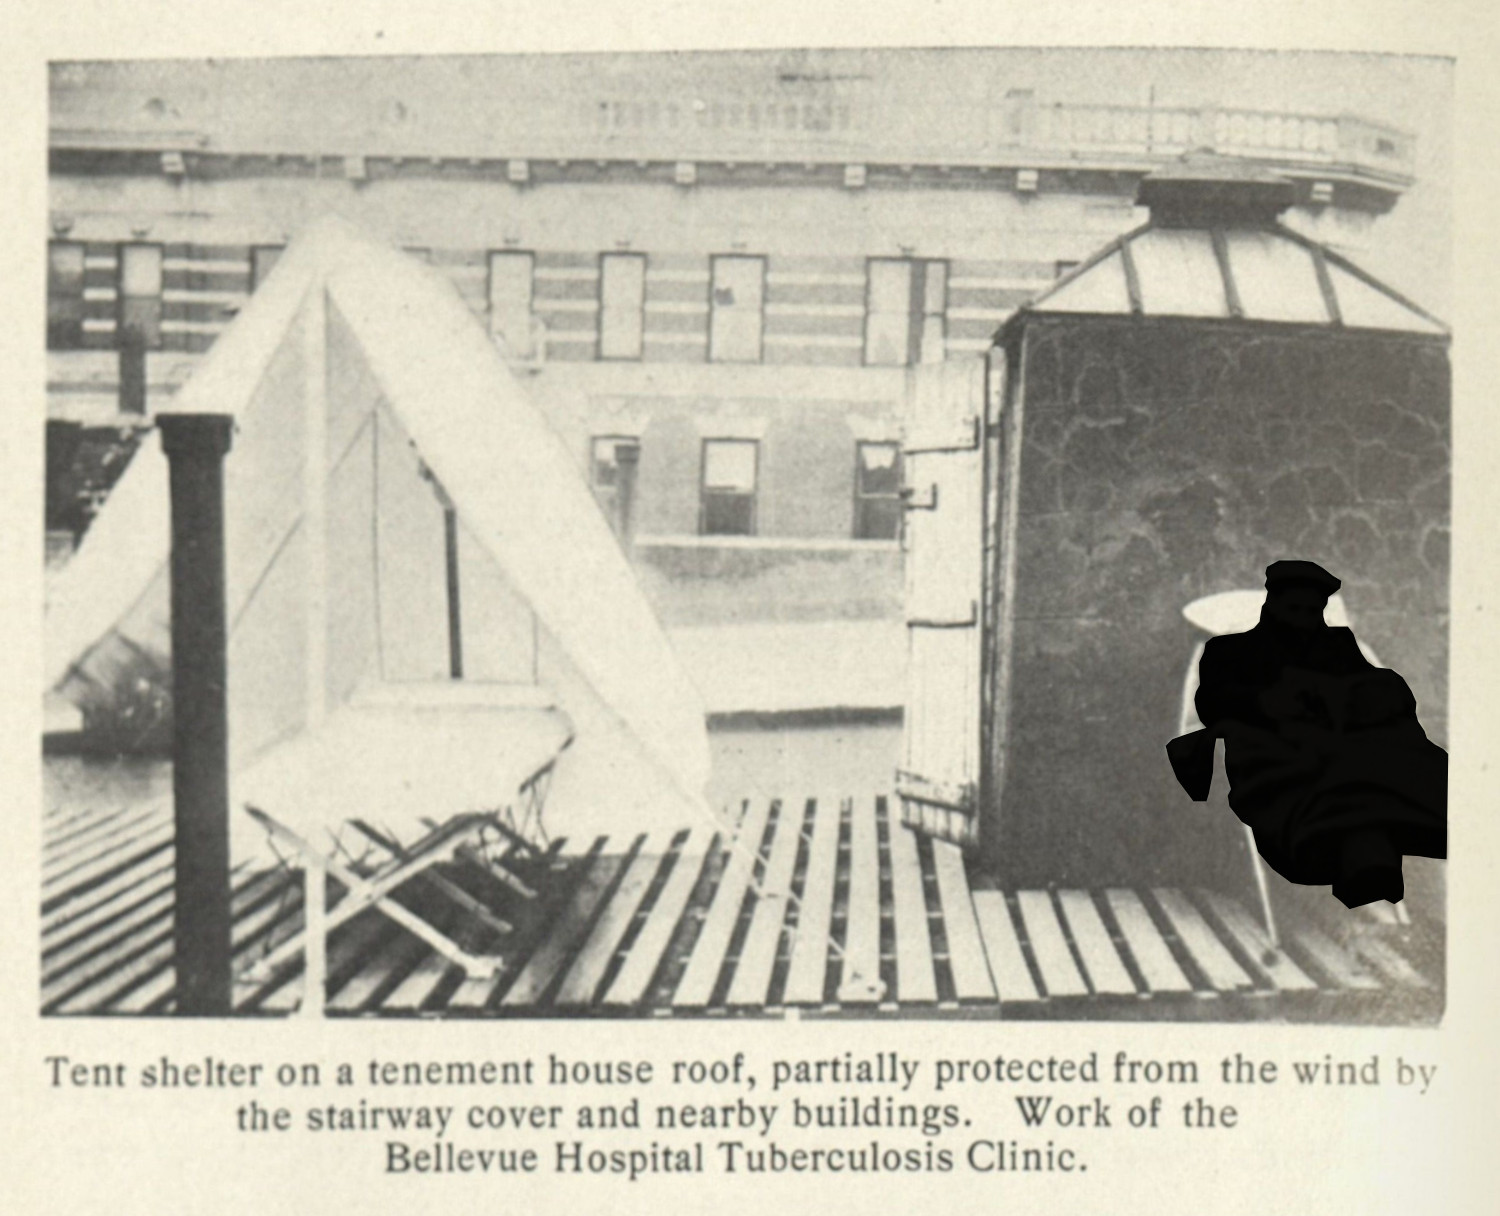 Tent shelter on a tenement house roof, partially protected from the wind by
the stairway cover and nearby buildings. Work of the
Bellevue Hospital Tuberculosis Clinic.